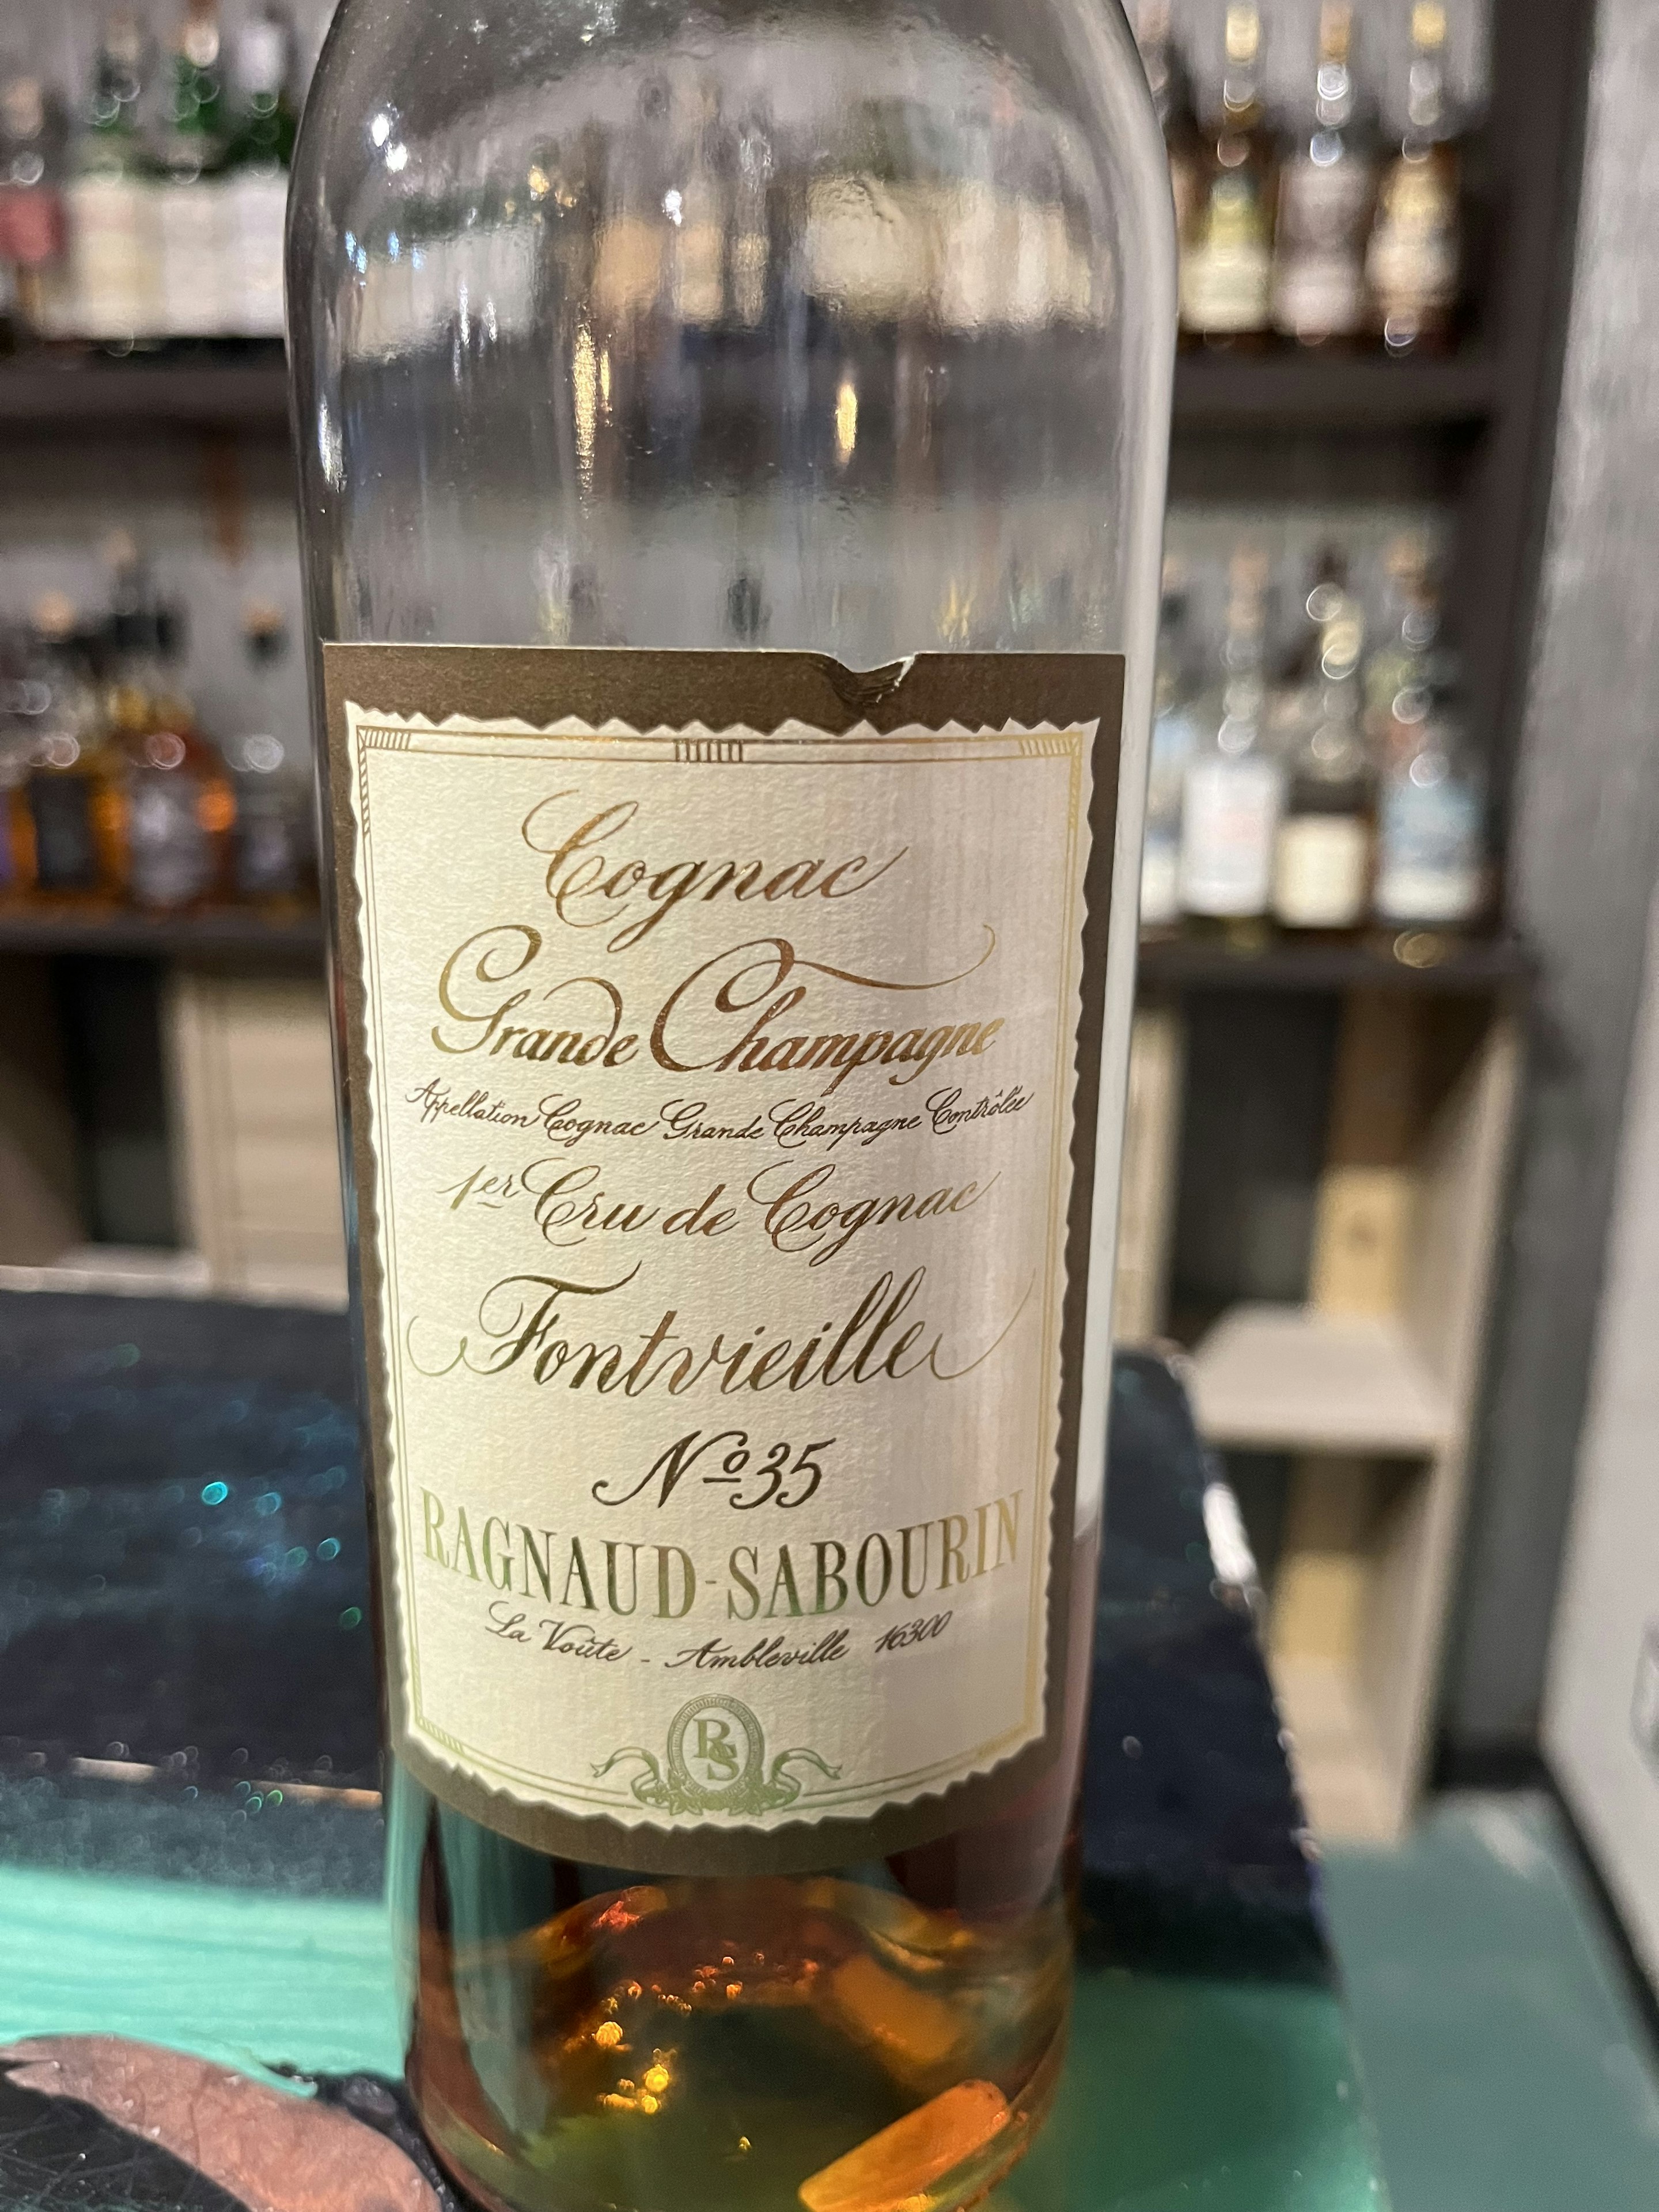 Cognac
Grande Champagne
Appellation Cognac Grande Champagne Contrôlée
1er Cru de Cognac
Fontvieille
Nº 35
RAGNAUD-SABOURIN
La Voûte - Ambleville 16300
RS